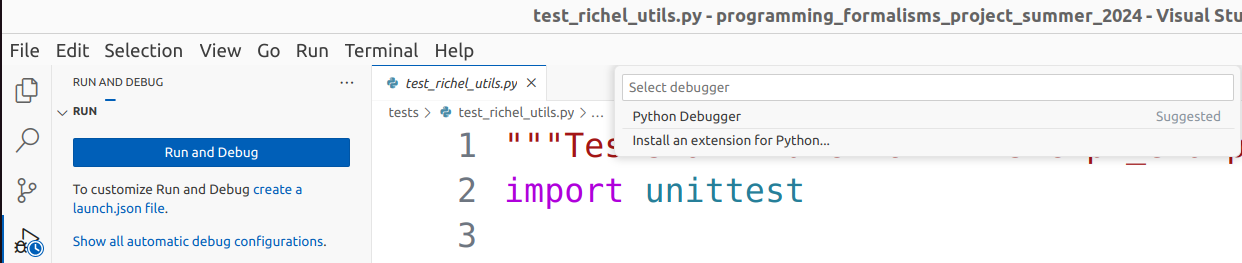 test_richel_utils.py - programming_formalisms_project_summer_2024 - Visual Stu
File Edit Selection View Go Run Terminal Help
RUN AND DEBUG ···
RUN
Run and Debug
To customize Run and Debug create a
launch.json file.
Show all automatic debug configurations.
test_richel_utils.py ×
tests > test_richel_utils.py > ...
Select debugger
Python Debugger Suggested
Install an extension for Python...
1 """Tes
2 import unittest
3